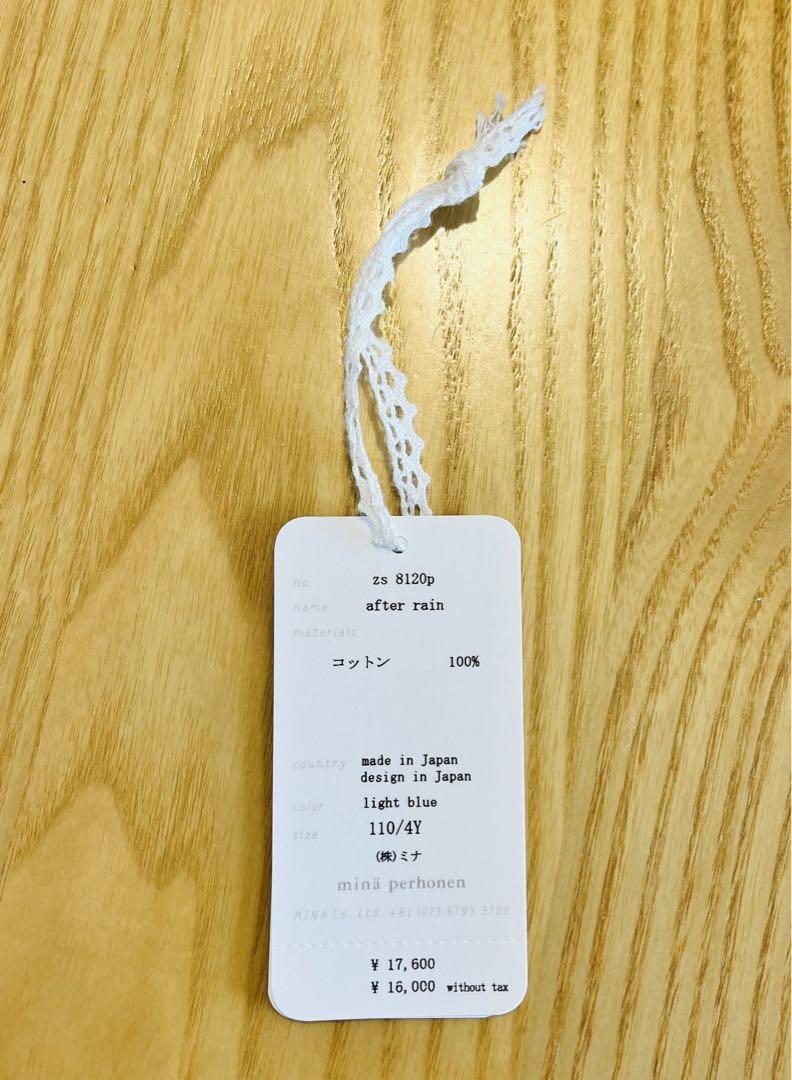 no. zs 8120p
name after rain
materials
コットン 100%
country made in Japan
design in Japan
color light blue
size 110/4Y
(株)ミナ
minä perhonen
MINA Co.,Ltd. +81 (0)3 5793 3700
¥ 17,600
¥ 16,000 without tax